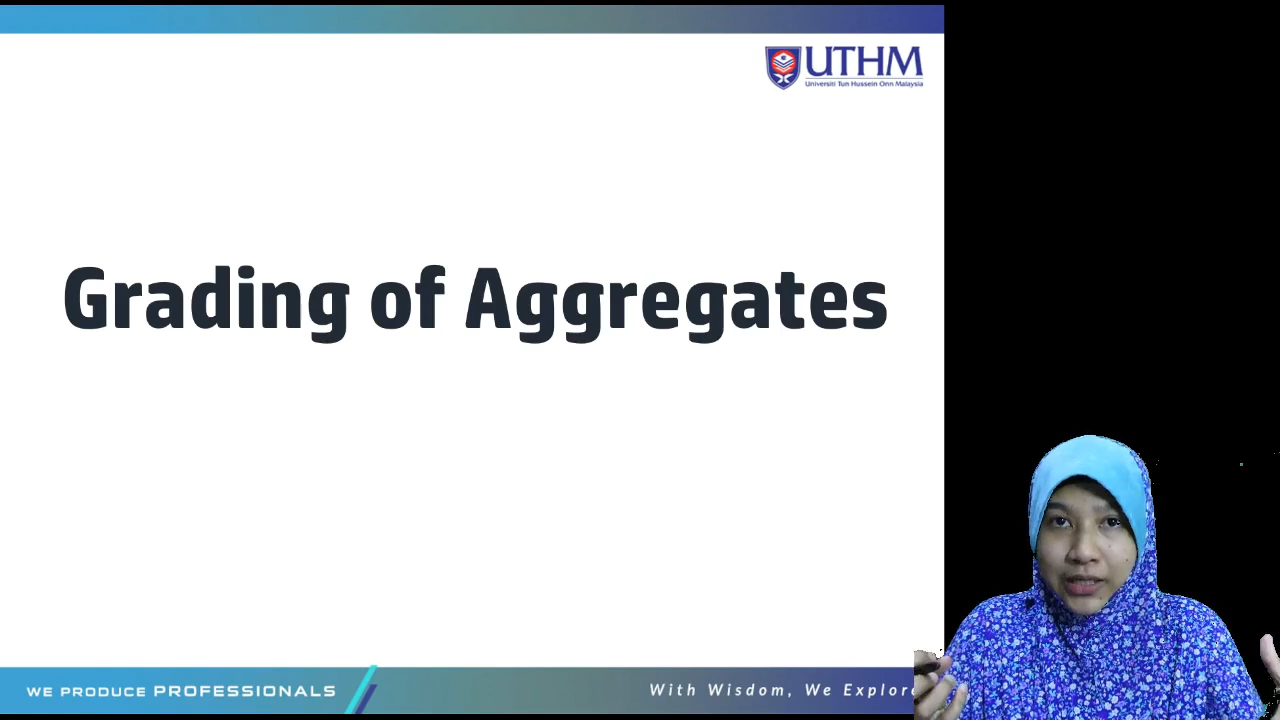 UTHM
Universiti Tun Hussein Onn Malaysia
Grading of Aggregates
WE PRODUCE PROFESSIONALS
With Wisdom, We Explore